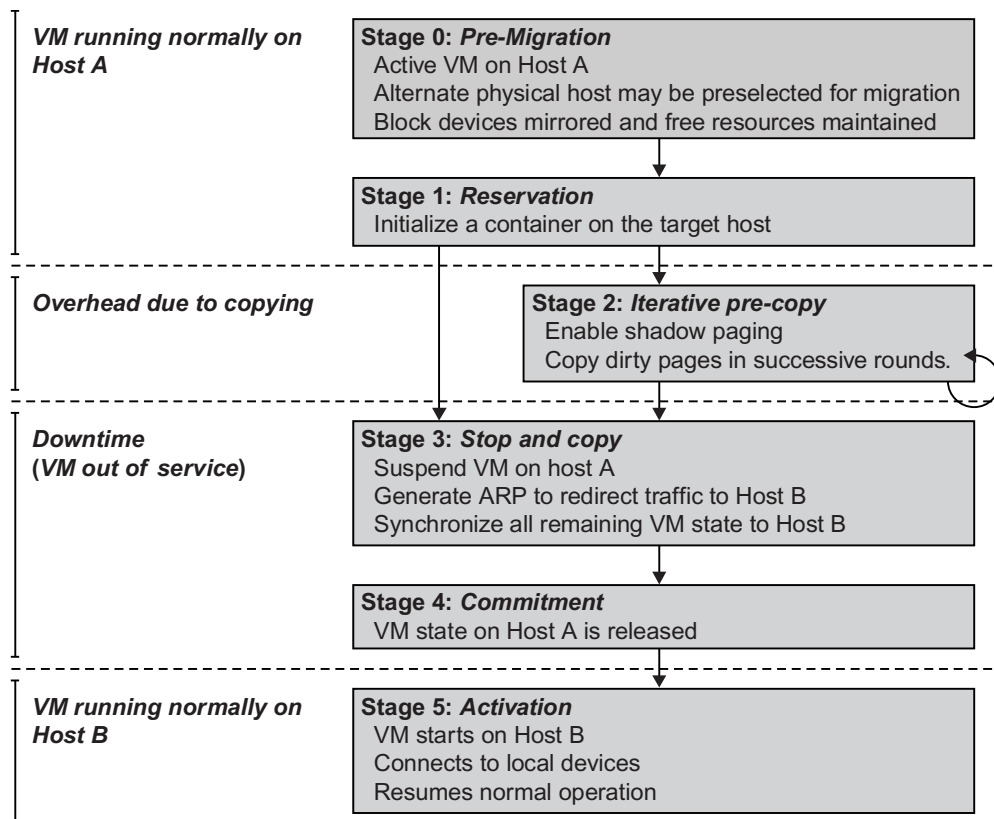 VM running normally on
Host A
Stage 0: Pre-Migration
Active VM on Host A
Alternate physical host may be preselected for migration
Block devices mirrored and free resources maintained
Stage 1: Reservation
Initialize a container on the target host
Overhead due to copying
Stage 2: Iterative pre-copy
Enable shadow paging
Copy dirty pages in successive rounds.
Downtime
(VM out of service)
Stage 3: Stop and copy
Suspend VM on host A
Generate ARP to redirect traffic to Host B
Synchronize all remaining VM state to Host B
Stage 4: Commitment
VM state on Host A is released
VM running normally on
Host B
Stage 5: Activation
VM starts on Host B
Connects to local devices
Resumes normal operation